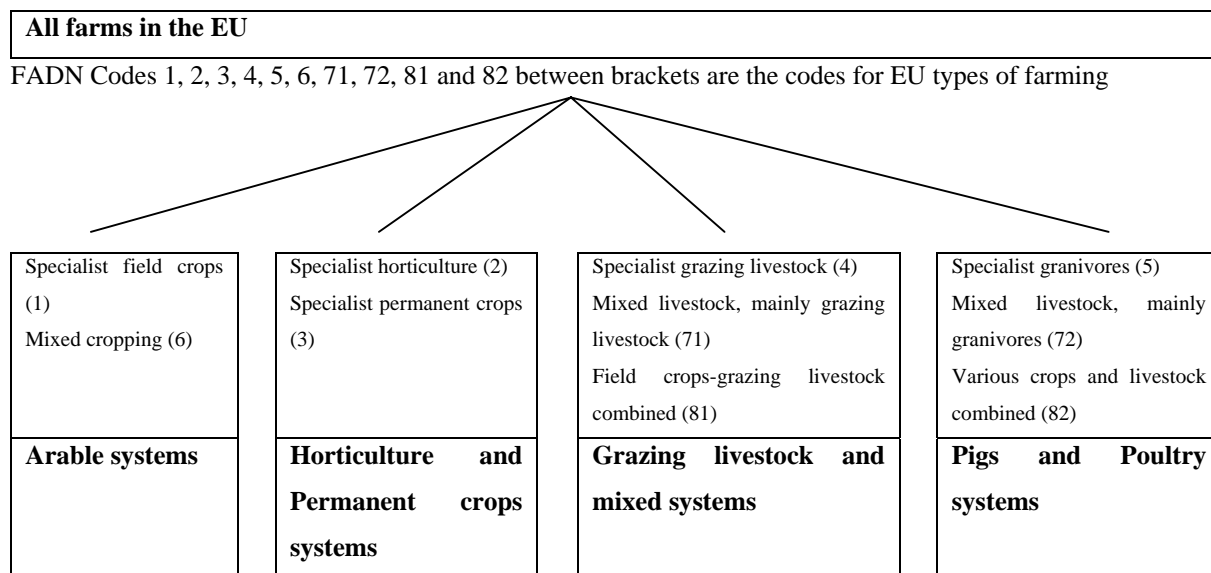 All farms in the EU
FADN Codes 1, 2, 3, 4, 5, 6, 71, 72, 81 and 82 between brackets are the codes for EU types of farming
Specialist field crops
(1)
Mixed cropping (6)
Arable systems
Specialist horticulture (2)
Specialist permanent crops
(3)
Horticulture and
Permanent crops
systems
Specialist grazing livestock (4)
Mixed livestock, mainly grazing
livestock (71)
Field crops-grazing livestock
combined (81)
Grazing livestock and
mixed systems
Specialist granivores (5)
Mixed livestock, mainly
granivores (72)
Various crops and livestock
combined (82)
Pigs and Poultry
systems